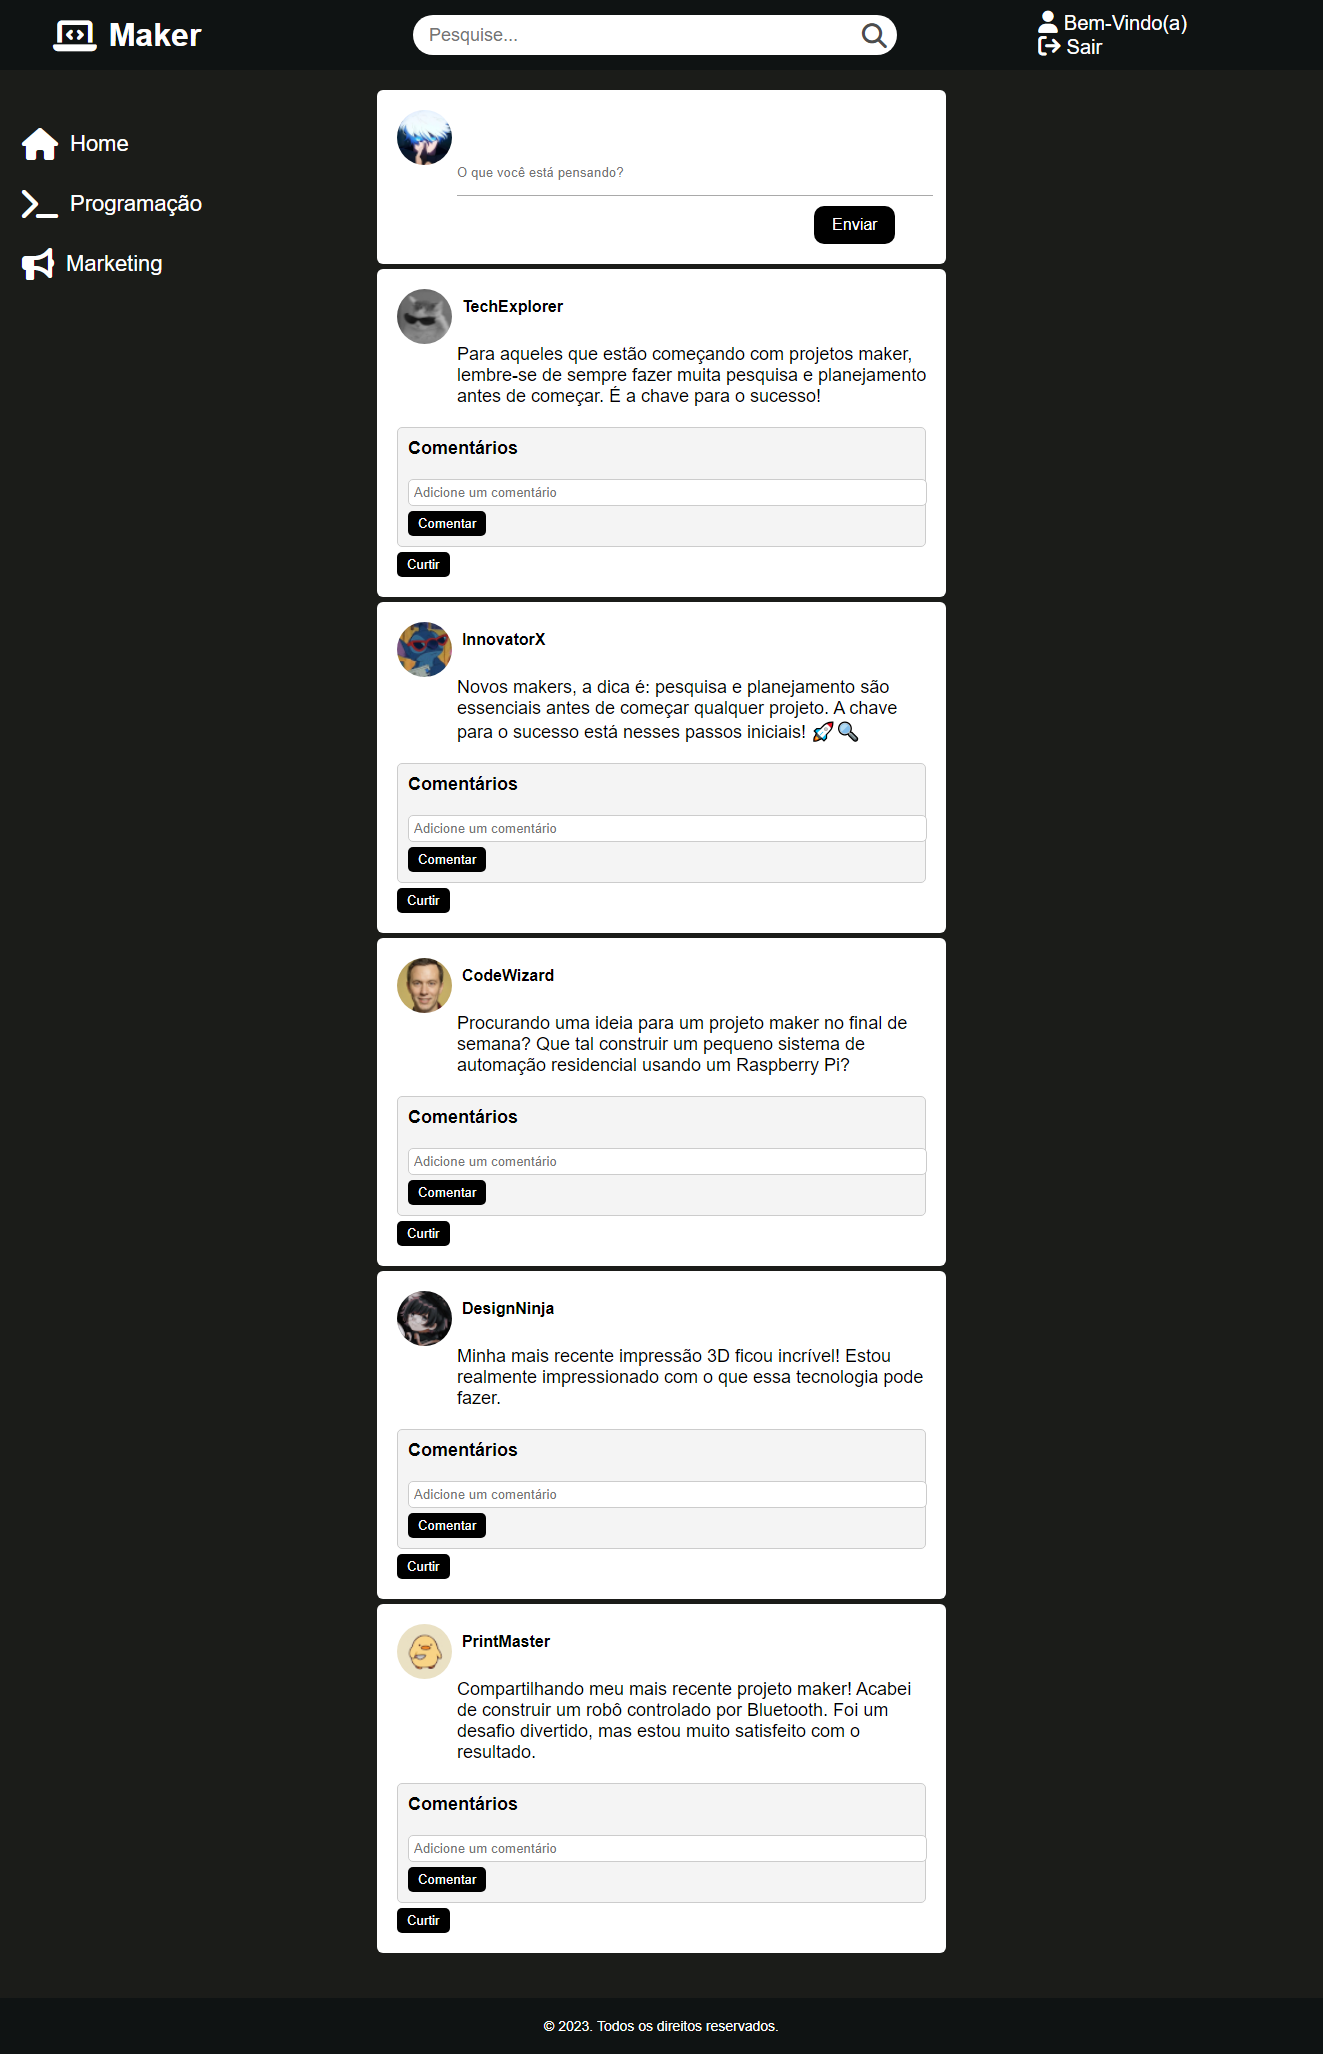 Maker
Pesquise...
Bem-Vindo(a)
Sair
Home
Programação
Marketing
O que você está pensando?
Enviar
TechExplorer
Para aqueles que estão começando com projetos maker,
lembre-se de sempre fazer muita pesquisa e planejamento
antes de começar. É a chave para o sucesso!
Comentários
Adicione um comentário
Comentar
Curtir
InnovatorX
Novos makers, a dica é: pesquisa e planejamento são
essenciais antes de começar qualquer projeto. A chave
para o sucesso está nesses passos iniciais! 🚀🔍
Comentários
Adicione um comentário
Comentar
Curtir
CodeWizard
Procurando uma ideia para um projeto maker no final de
semana? Que tal construir um pequeno sistema de
automação residencial usando um Raspberry Pi?
Comentários
Adicione um comentário
Comentar
Curtir
DesignNinja
Minha mais recente impressão 3D ficou incrível! Estou
realmente impressionado com o que essa tecnologia pode
fazer.
Comentários
Adicione um comentário
Comentar
Curtir
PrintMaster
Compartilhando meu mais recente projeto maker! Acabei
de construir um robô controlado por Bluetooth. Foi um
desafio divertido, mas estou muito satisfeito com o
resultado.
Comentários
Adicione um comentário
Comentar
Curtir
© 2023. Todos os direitos reservados.